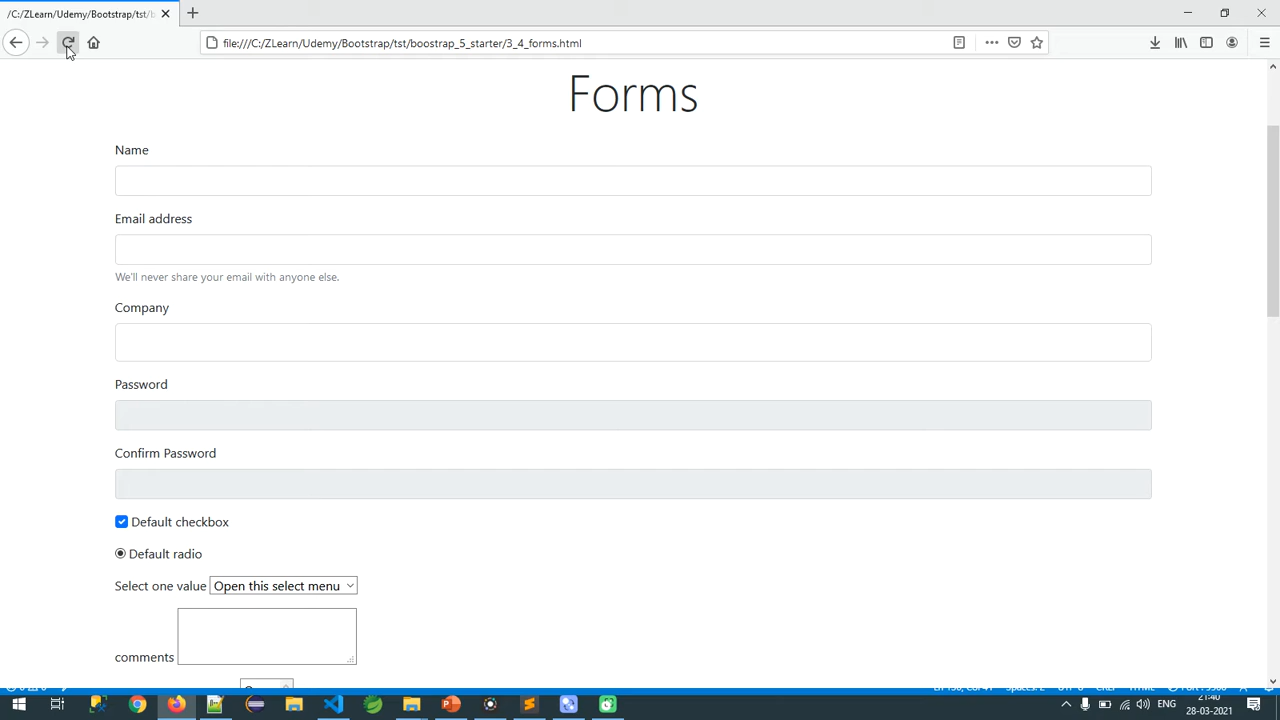 /C:/ZLearn/Udemy/Bootstrap/tst/b
file:///C:/ZLearn/Udemy/Bootstrap/tst/boostrap_5_starter/3_4_forms.html
Forms
Name
Email address
We'll never share your email with anyone else.
Company
Password
Confirm Password
Default checkbox
Default radio
Select one value Open this select menu
comments
ENG
21:40
28-03-2021